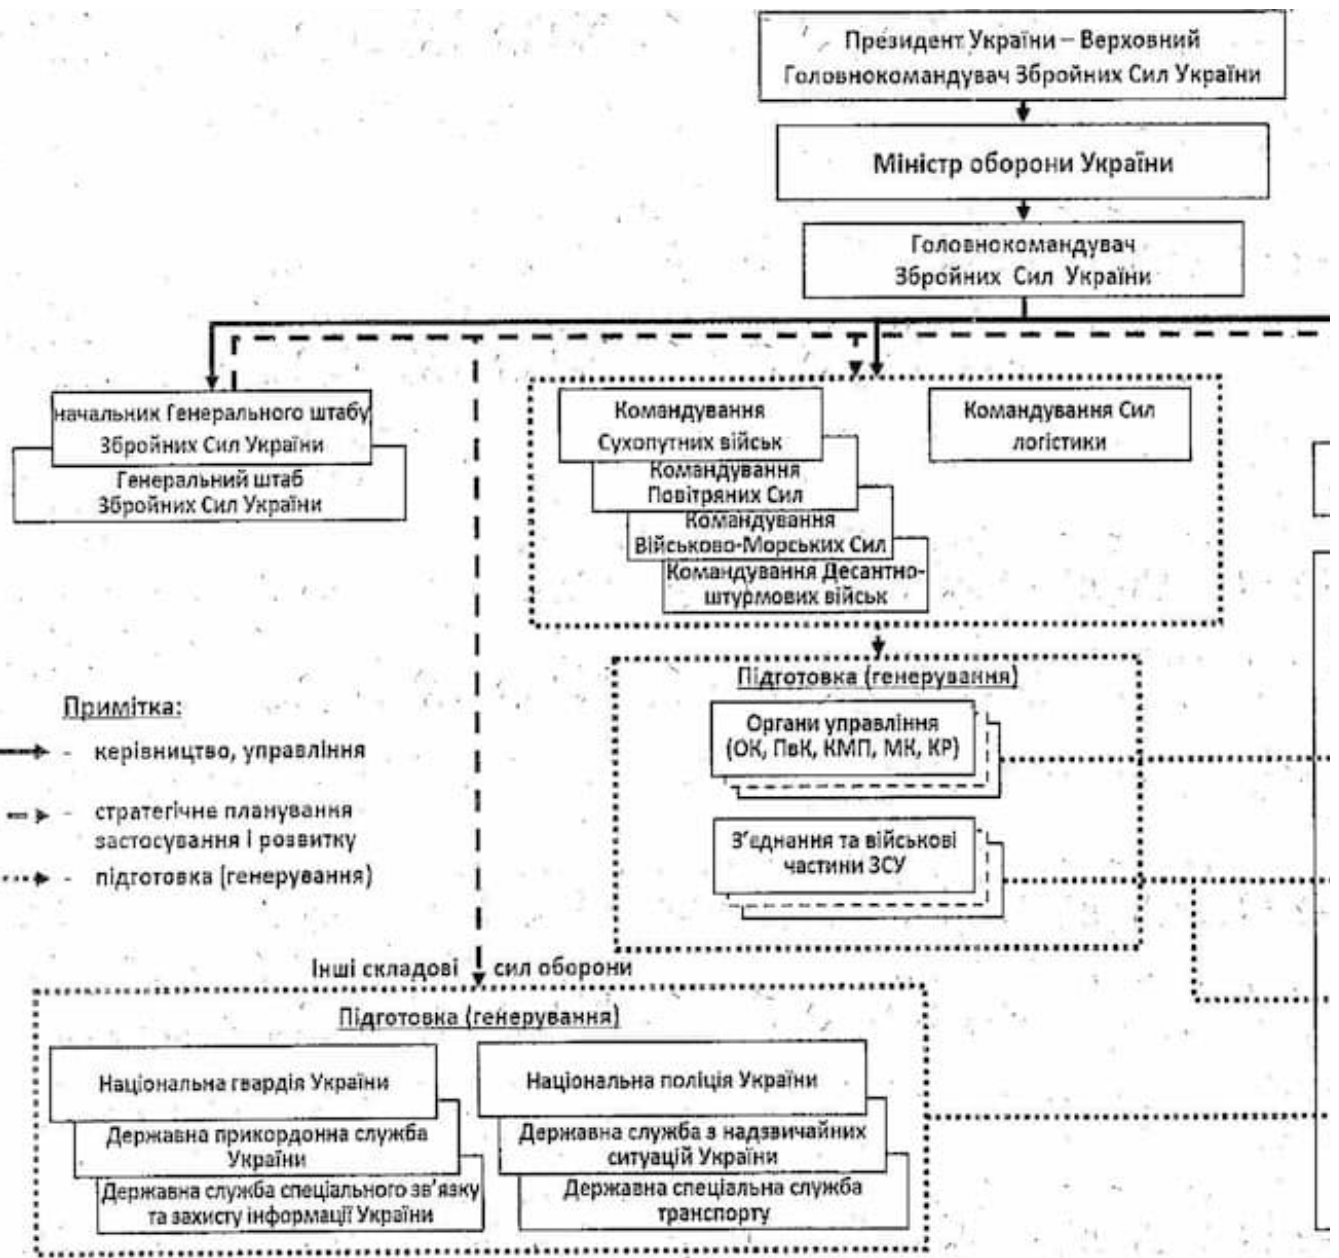 Президент України – Верховний
Головнокомандувач Збройних Сил України
Міністр оборони України
Головнокомандувач
Збройних Сил України
начальник Генерального штабу
Збройних Сил України
Генеральний штаб
Збройних Сил України
Командування
Сухопутних військ
Командування
Повітряних Сил
Командування
Військово-Морських Сил
Командування Десантно-
штурмових військ
Командування Сил
логістики
Підготовка (генерування)
Органи управління
(ОК, ПвК, КМП, МК, КР)
З’єднання та військові
частини ЗСУ
Примітка:
- керівництво, управління
- стратегічне планування
застосування і розвитку
- підготовка (генерування)
Інші складові сил оборони
Підготовка (генерування)
Національна гвардія України
Державна прикордонна служба
України
Державна служба спеціального зв’язку
та захисту інформації України
Національна поліція України
Державна служба з надзвичайних
ситуацій України
Державна спеціальна служба
транспорту